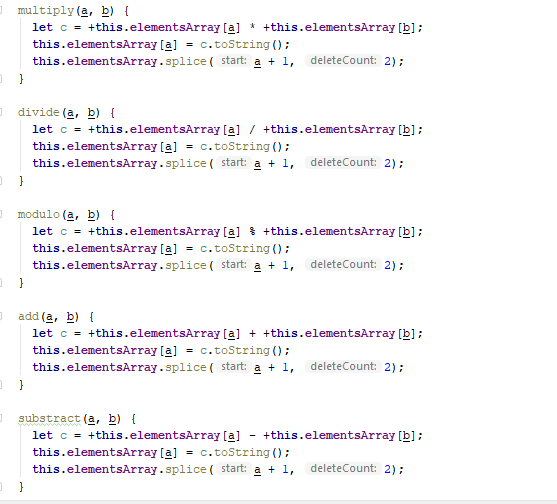 multiply(a, b) {
let c = +this.elementsArray[a] * +this.elementsArray[b];
this.elementsArray[a] = c.toString();
this.elementsArray.splice( start: a + 1, deleteCount: 2);
}
divide(a, b) {
let c = +this.elementsArray[a] / +this.elementsArray[b];
this.elementsArray[a] = c.toString();
this.elementsArray.splice( start: a + 1, deleteCount: 2);
}
modulo(a, b) {
let c = +this.elementsArray[a] % +this.elementsArray[b];
this.elementsArray[a] = c.toString();
this.elementsArray.splice( start: a + 1, deleteCount: 2);
}
add(a, b) {
let c = +this.elementsArray[a] + +this.elementsArray[b];
this.elementsArray[a] = c.toString();
this.elementsArray.splice( start: a + 1, deleteCount: 2);
}
substract(a, b) {
let c = +this.elementsArray[a] - +this.elementsArray[b];
this.elementsArray[a] = c.toString();
this.elementsArray.splice( start: a + 1, deleteCount: 2);
}